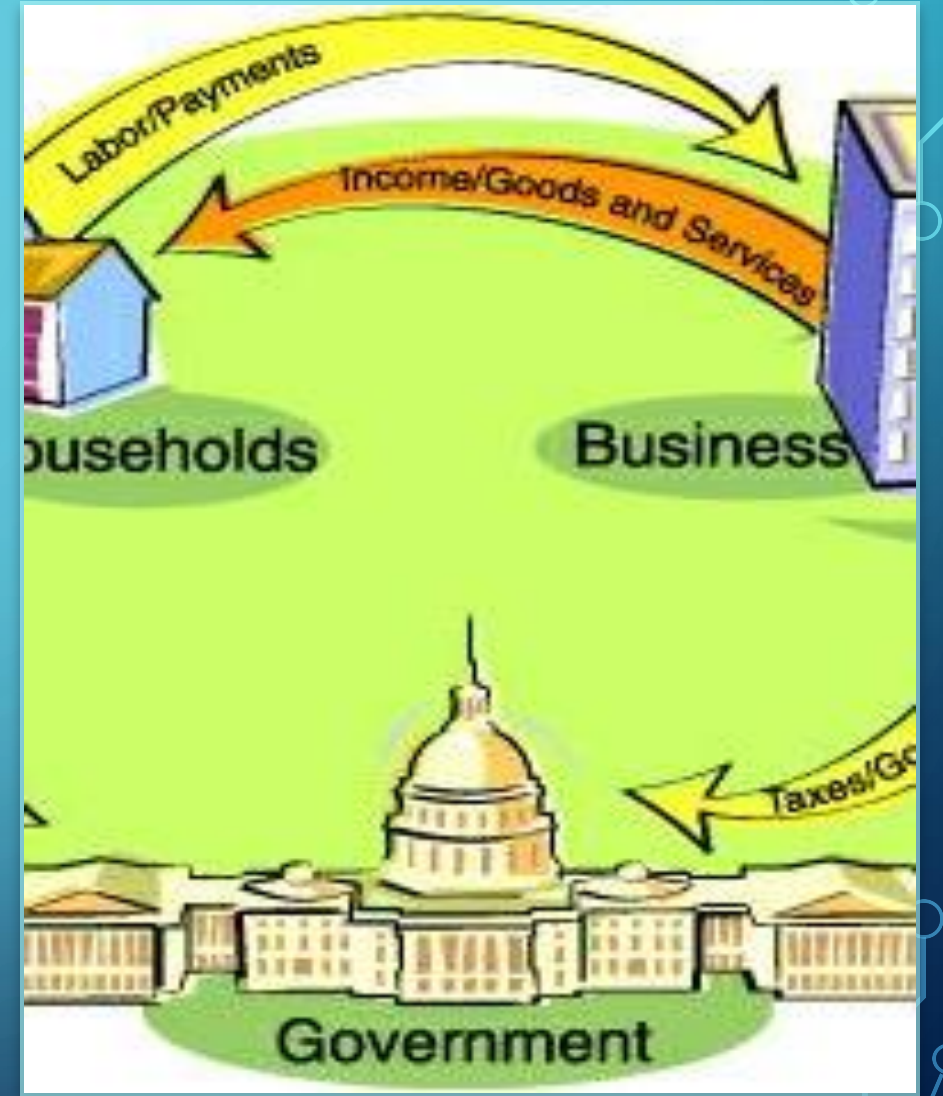 Labor/Payments
Income/Goods and Services
ouseholds
Business
Taxes/Go
Government